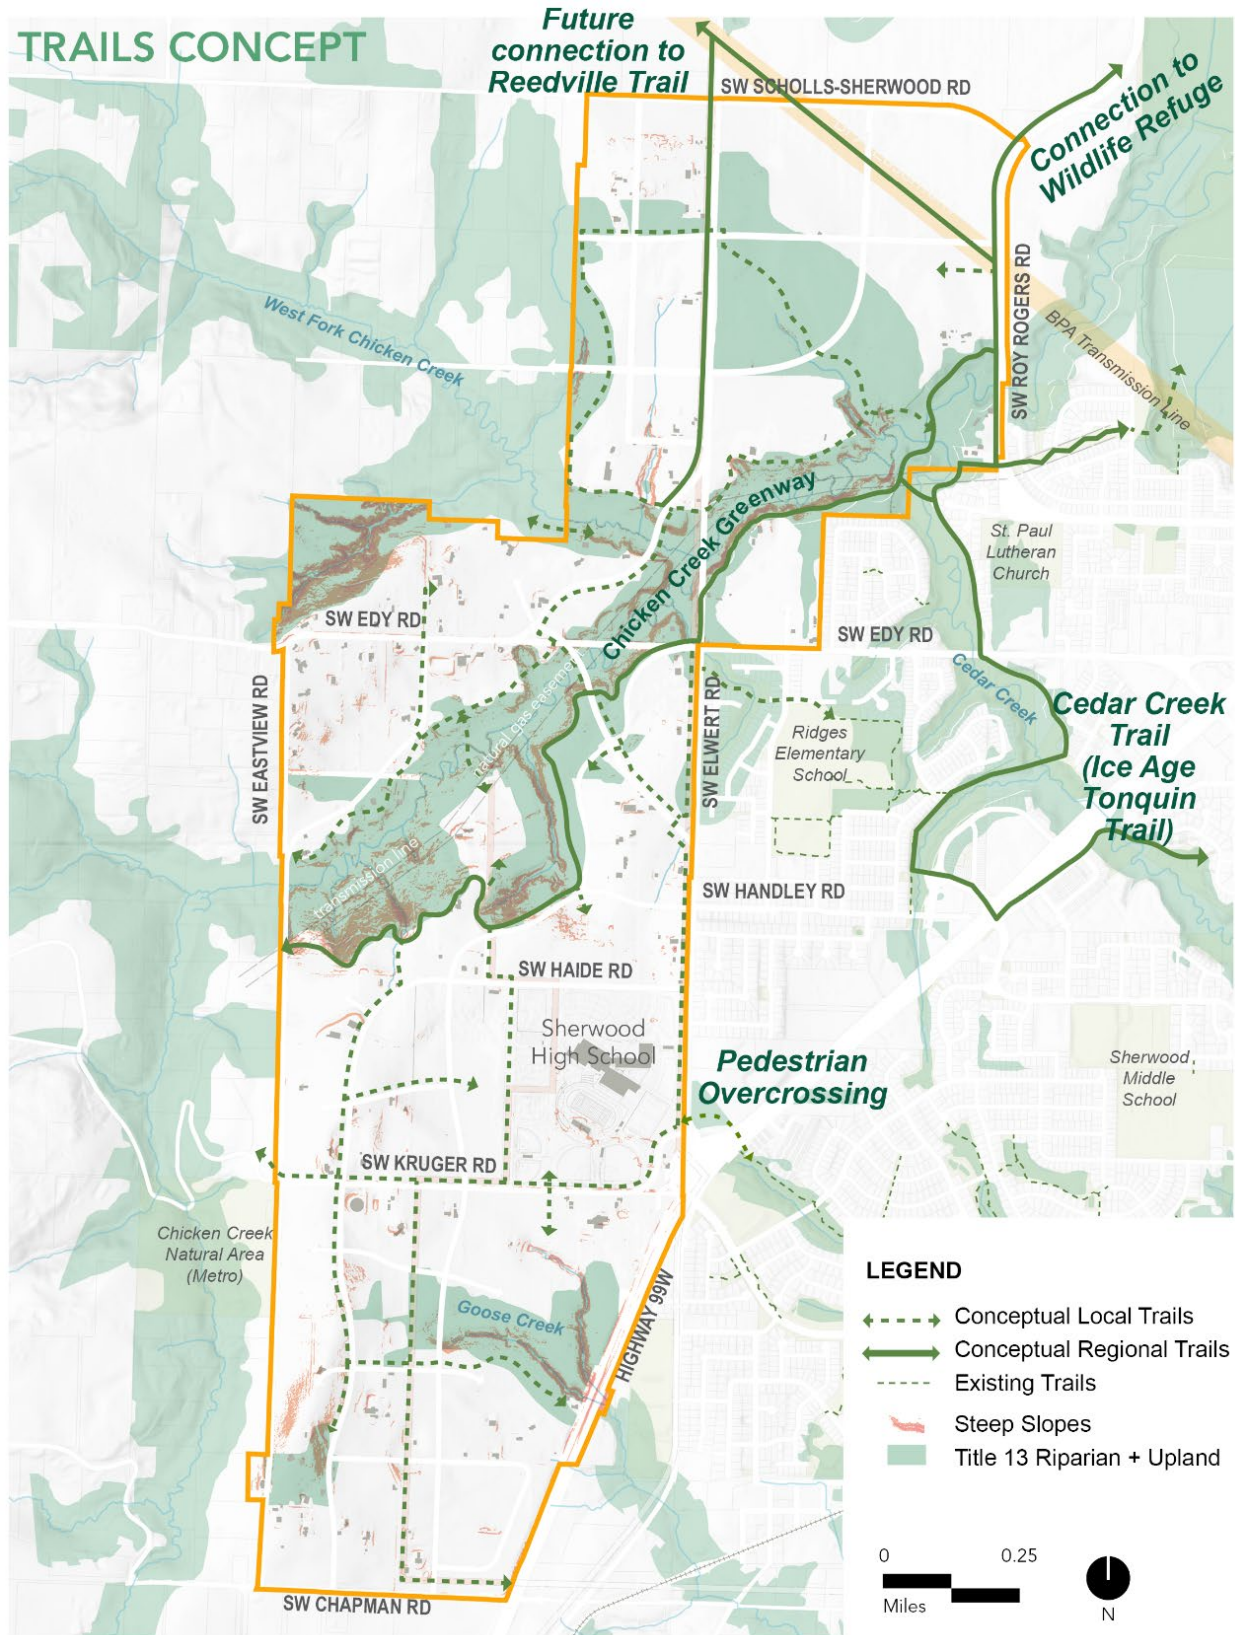 TRAILS CONCEPT
Future
connection to
Reedville Trail
SW SCHOLLS-SHERWOOD RD
Connection to
Wildlife Refuge
SW ROY ROGERS RD
BPA Transmission Line
West Fork Chicken Creek
Chicken Creek Greenway
St. Paul
Lutheran
Church
SW EDY RD
SW EDY RD
Cedar Creek
natural gas easement
SW EASTVIEW RD
SW ELWERT RD
Ridges
Elementary
School
Cedar Creek
Trail
(Ice Age
Tonquin
Trail)
transmission line
SW HANDLEY RD
SW HAIDE RD
Sherwood
High School
Pedestrian
Overcrossing
Sherwood
Middle
School
SW KRUGER RD
Chicken Creek
Natural Area
(Metro)
Goose Creek
HIGHWAY 99W
SW CHAPMAN RD
LEGEND
Conceptual Local Trails
Conceptual Regional Trails
Existing Trails
Steep Slopes
Title 13 Riparian + Upland
0 0.25
Miles
N